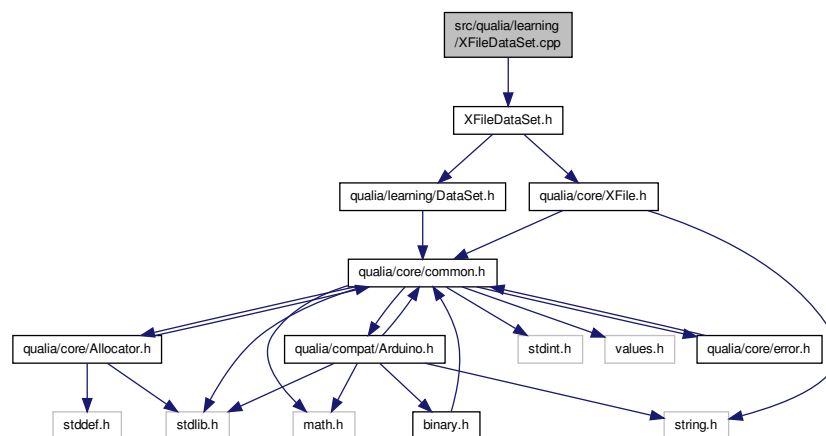 src/qualia/learning
/XFileDataSet.cpp
XFileDataSet.h
qualia/learning/DataSet.h
qualia/core/XFile.h
qualia/core/common.h
qualia/core/Allocator.h
qualia/compat/Arduino.h
stdint.h
values.h
qualia/core/error.h
stddef.h
stdlib.h
math.h
binary.h
string.h